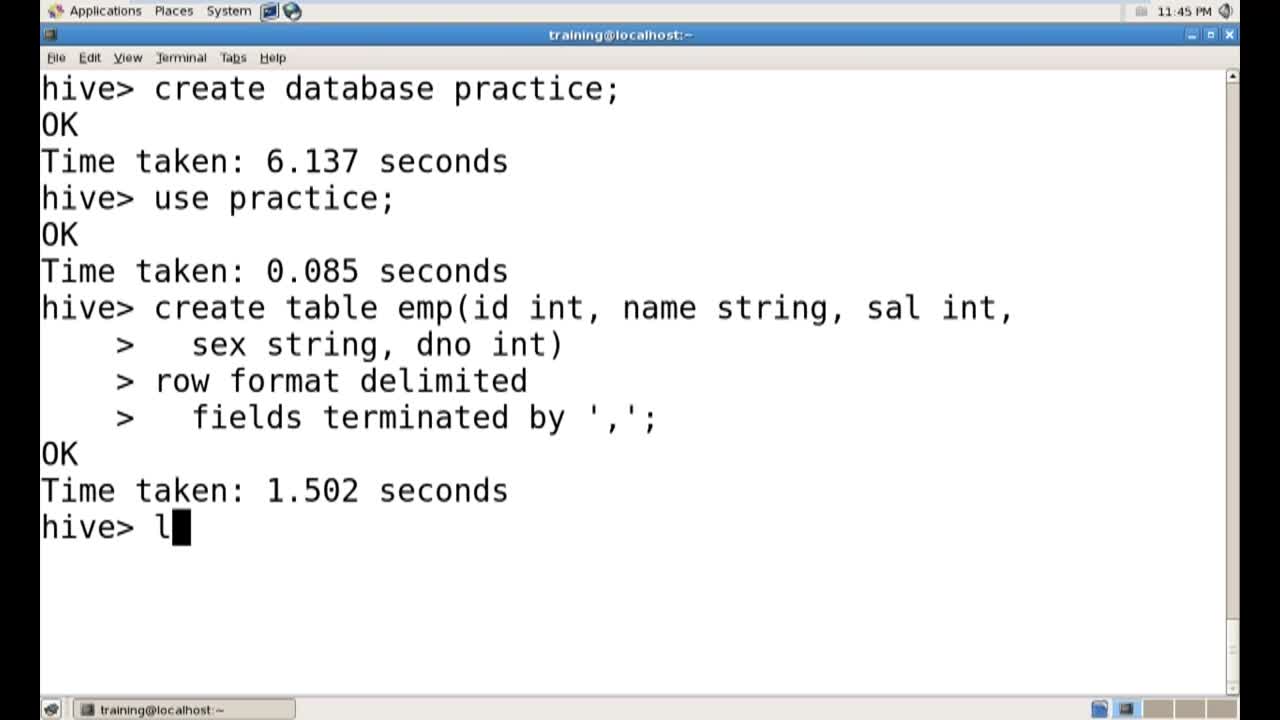 Applications Places System
11:45 PM
training@localhost:~
File Edit View Terminal Tabs Help
hive> create database practice;
OK
Time taken: 6.137 seconds
hive> use practice;
OK
Time taken: 0.085 seconds
hive> create table emp(id int, name string, sal int,
    >   sex string, dno int)
    > row format delimited
    >   fields terminated by ',';
OK
Time taken: 1.502 seconds
hive> l
training@localhost:~